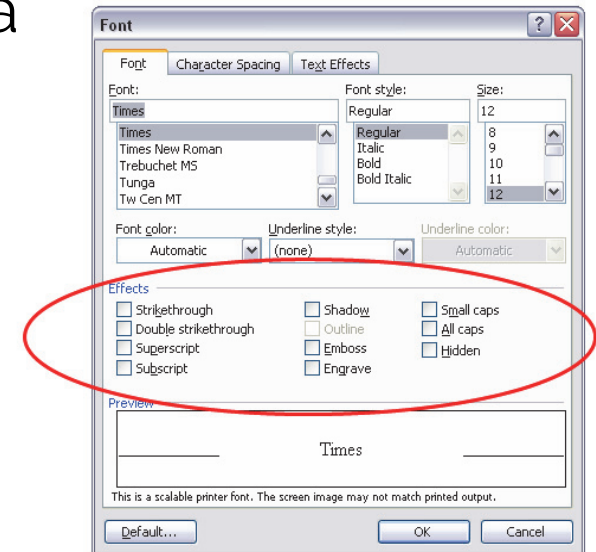 a
Font
Font Character Spacing Text Effects
Font: Font style: Size:
Times Regular 12
Times Regular 8
Times New Roman Italic 9
Trebuchet MS Bold 10
Tunga Bold Italic 11
Tw Cen MT 12
Font color: Underline style: Underline color:
Automatic (none) Automatic
Effects
Strikethrough Shadow Small caps
Double strikethrough Outline All caps
Superscript Emboss Hidden
Subscript Engrave
Preview
Times
This is a scalable printer font. The screen image may not match printed output.
Default... OK Cancel